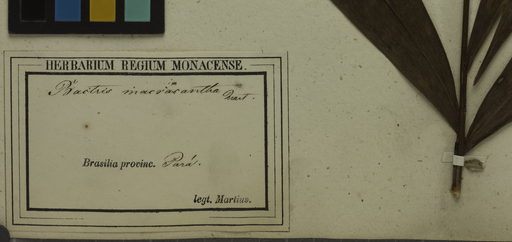 HERBARIUM REGIUM MONACENSE.
Bactris macracantha Mart.
Brasilia provinc. Pará.
legt. Martius.